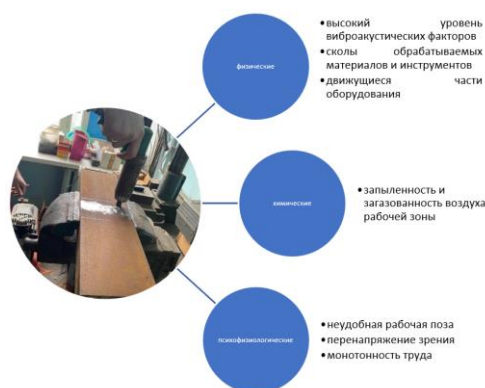 физические
•высокий уровень
виброакустических факторов
•сколы обрабатываемых
материалов и инструментов
•движущиеся части
оборудования
химические
•запыленность и
загазованность воздуха
рабочей зоны
психофизиологические
•неудобная рабочая поза
•перенапряжение зрения
•монотонность труда